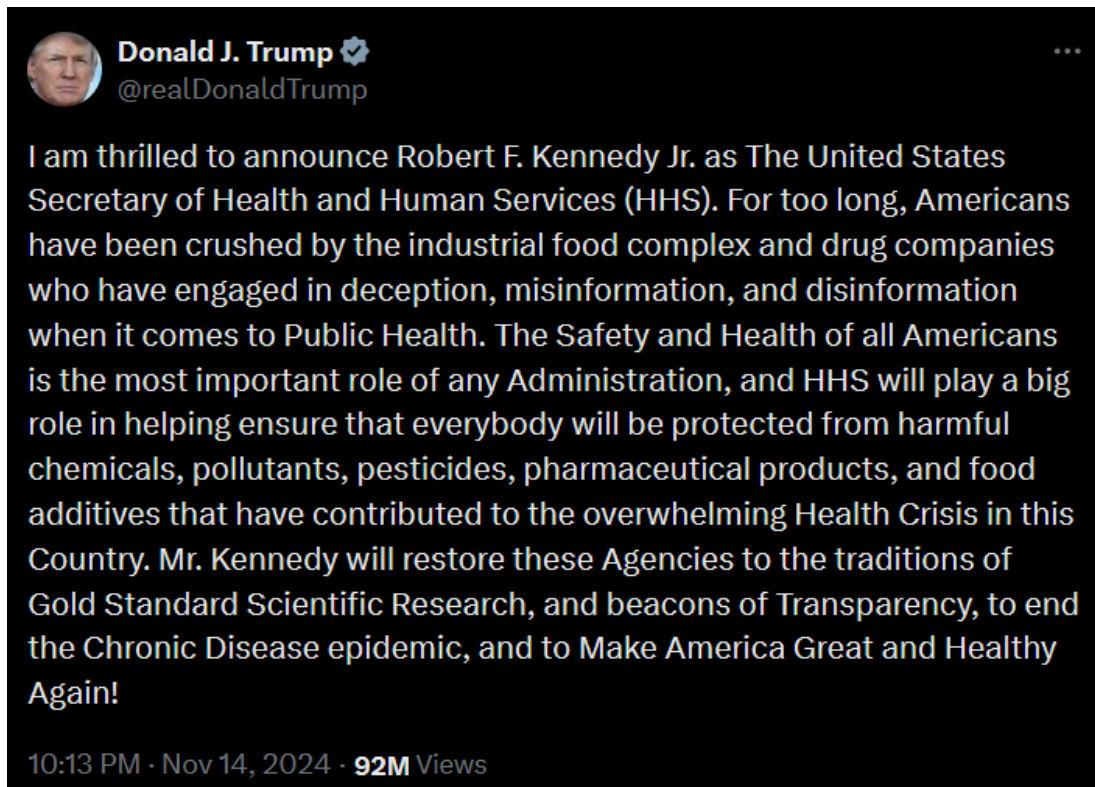 Donald J. Trump
@realDonaldTrump
I am thrilled to announce Robert F. Kennedy Jr. as The United States
Secretary of Health and Human Services (HHS). For too long, Americans
have been crushed by the industrial food complex and drug companies
who have engaged in deception, misinformation, and disinformation
when it comes to Public Health. The Safety and Health of all Americans
is the most important role of any Administration, and HHS will play a big
role in helping ensure that everybody will be protected from harmful
chemicals, pollutants, pesticides, pharmaceutical products, and food
additives that have contributed to the overwhelming Health Crisis in this
Country. Mr. Kennedy will restore these Agencies to the traditions of
Gold Standard Scientific Research, and beacons of Transparency, to end
the Chronic Disease epidemic, and to Make America Great and Healthy
Again!
10:13 PM · Nov 14, 2024 · 92M Views